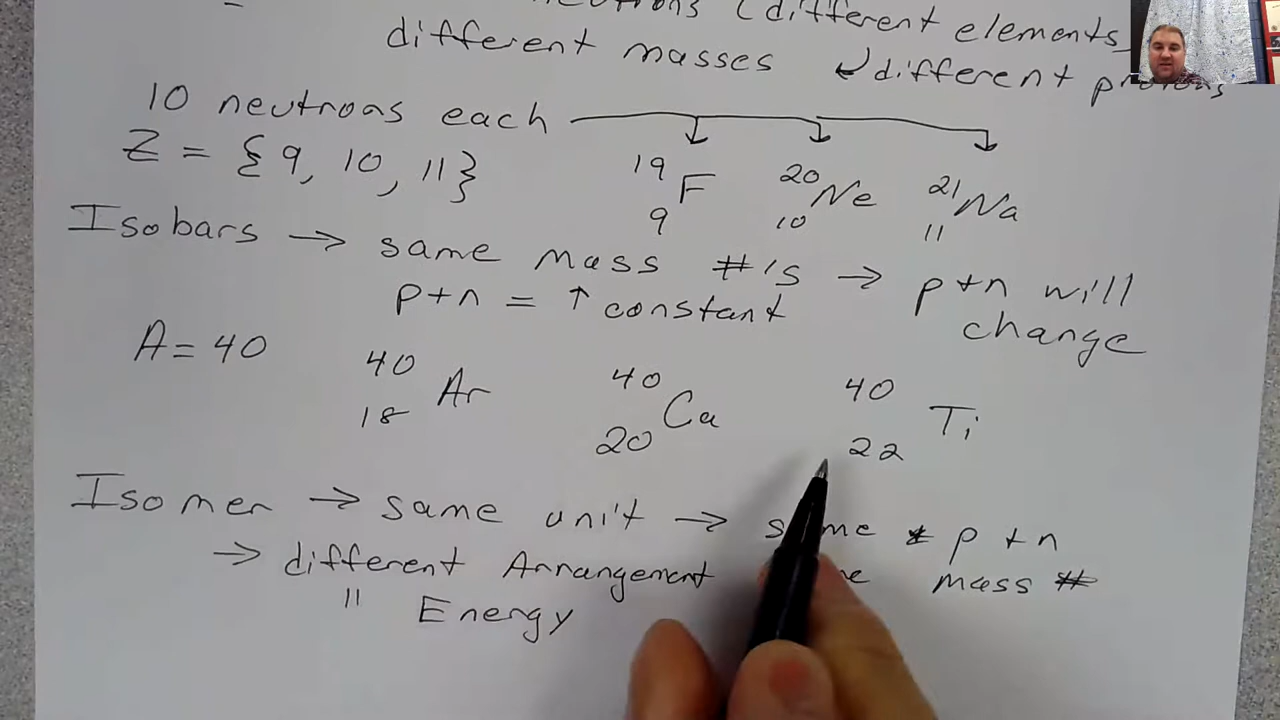 neutrons (different elements,
different masses ↲ different protons
10 neutroas each
Z = {9, 10, 11}
19 F 9
20 Ne 10
21 Na 11
Isobars → same mass #'s → p+n will change
p+n = ↑ constant
A = 40
40 Ar 18
40 Ca 20
40 Ti 22
Isomer → same unit → same # p+n
→ different Arrangement mass #
" Energy